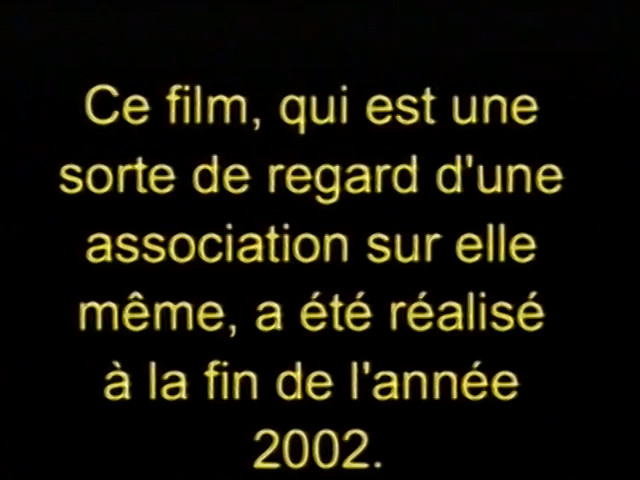 Ce film, qui est une
sorte de regard d'une
association sur elle
même, a été réalisé
à la fin de l'année
2002.